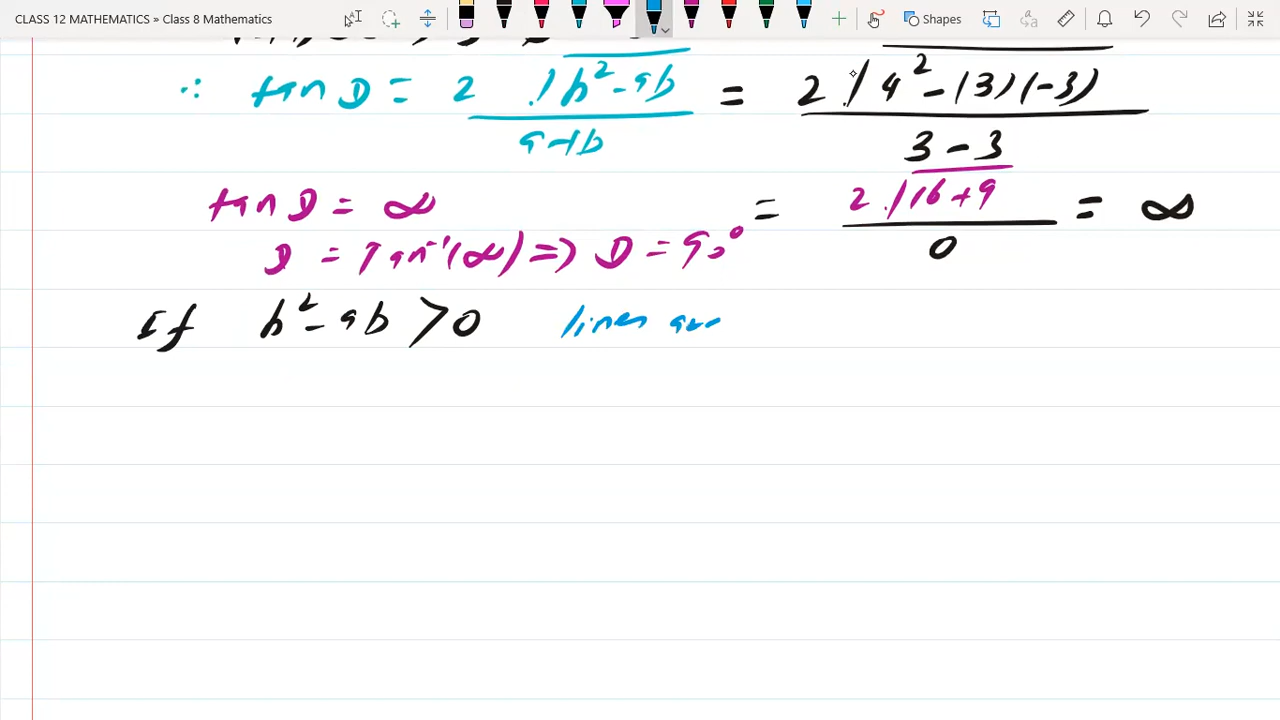 CLASS 12 MATHEMATICS » Class 8 Mathematics
Shapes
∴ tan D = 2√(h² - ab) / (a + b) = 2√(4² - (3)(-3)) / (3 - 3)
tan D = ∞ = 2√(16 + 9) / 0 = ∞
D = tan⁻¹(∞) => D = 90°
If h² - ab > 0 lines are